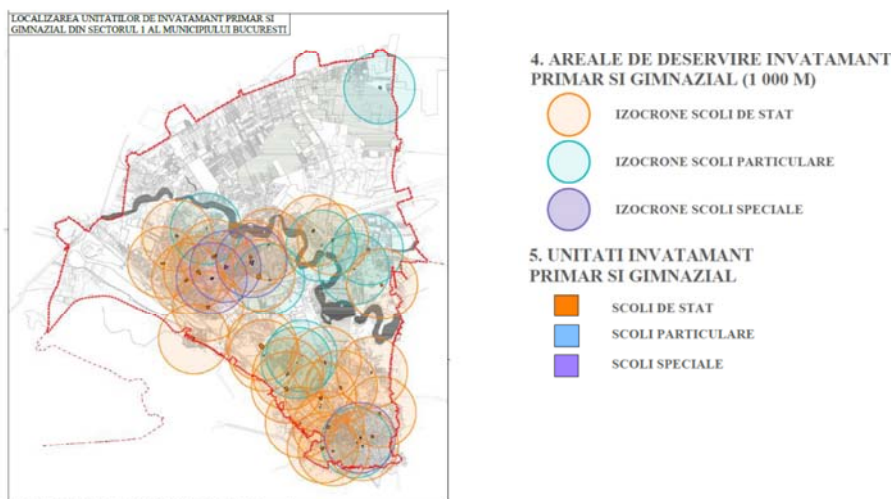 LOCALIZAREA UNITATILOR DE INVATAMANT PRIMAR SI
GIMNAZIAL DIN SECTORUL 1 AL MUNICIPIULUI BUCURESTI
4. AREALE DE DESERVIRE INVATAMANT
PRIMAR SI GIMNAZIAL (1 000 M)
IZOCRONE SCOLI DE STAT
IZOCRONE SCOLI PARTICULARE
IZOCRONE SCOLI SPECIALE
5. UNITATI INVATAMANT
PRIMAR SI GIMNAZIAL
SCOLI DE STAT
SCOLI PARTICULARE
SCOLI SPECIALE